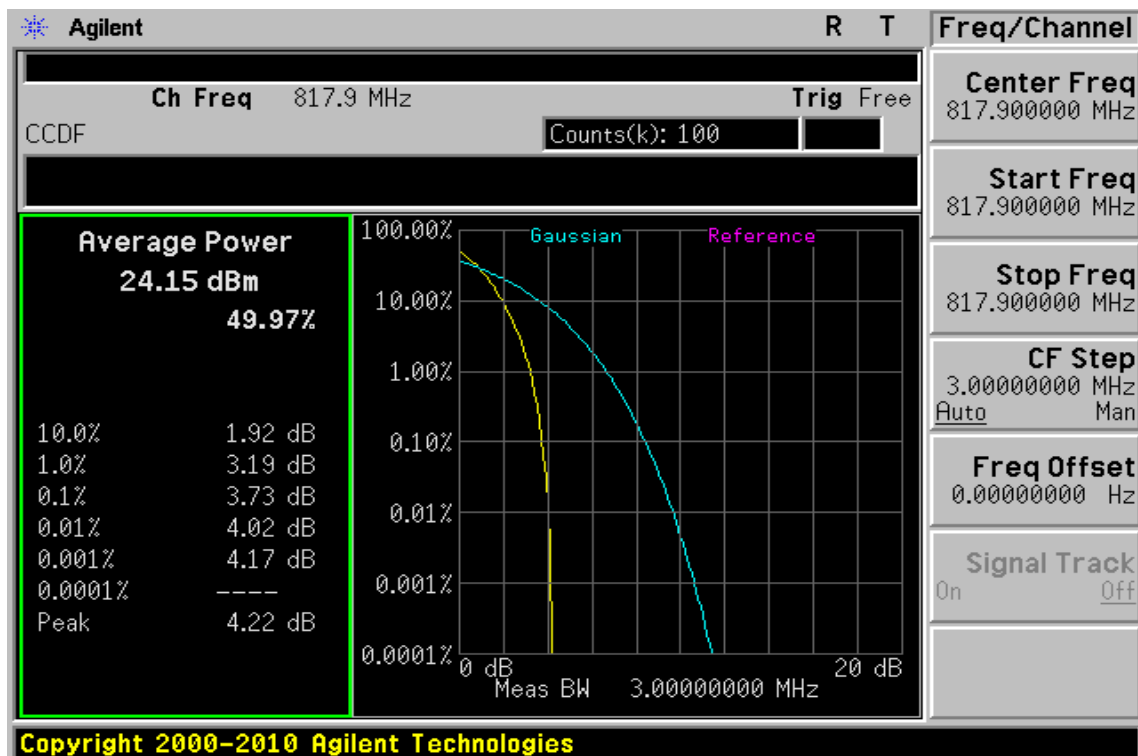 Agilent R T
Ch Freq 817.9 MHz Trig Free
CCDF Counts(k): 100
Average Power
24.15 dBm
49.97%
10.0% 1.92 dB
1.0% 3.19 dB
0.1% 3.73 dB
0.01% 4.02 dB
0.001% 4.17 dB
0.0001% ----
Peak 4.22 dB
Gaussian Reference
100.00%
10.00%
1.00%
0.10%
0.01%
0.001%
0.0001%
0 dB 20 dB
Meas BW 3.00000000 MHz
Freq/Channel
Center Freq
817.900000 MHz
Start Freq
817.900000 MHz
Stop Freq
817.900000 MHz
CF Step
3.00000000 MHz
Auto Man
Freq Offset
0.00000000 Hz
Signal Track
On Off
Copyright 2000-2010 Agilent Technologies